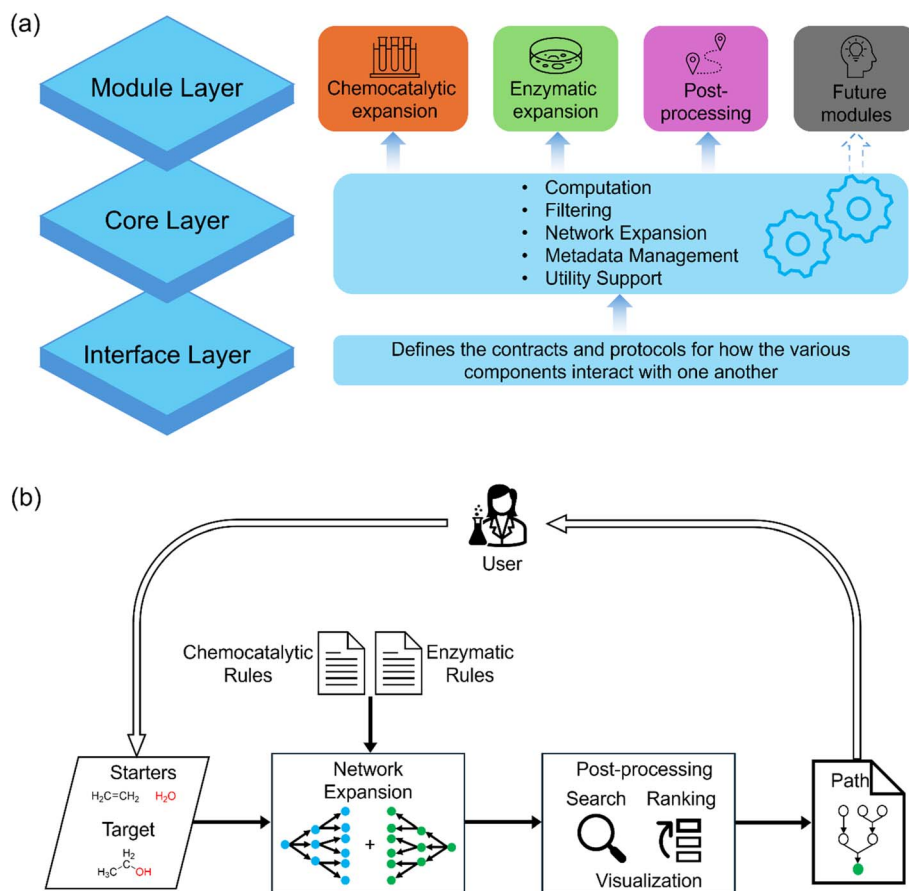 (a)
Module Layer
Core Layer
Interface Layer
Chemocatalytic
expansion
Enzymatic
expansion
Post-
processing
Future
modules
• Computation
• Filtering
• Network Expansion
• Metadata Management
• Utility Support
Defines the contracts and protocols for how the various
components interact with one another
(b)
User
Chemocatalytic
Rules
Enzymatic
Rules
Starters
H₂C=CH₂ H₂O
Target
H₂
H₃C C OH
Network
Expansion
+
Post-processing
Search Ranking
Visualization
Path